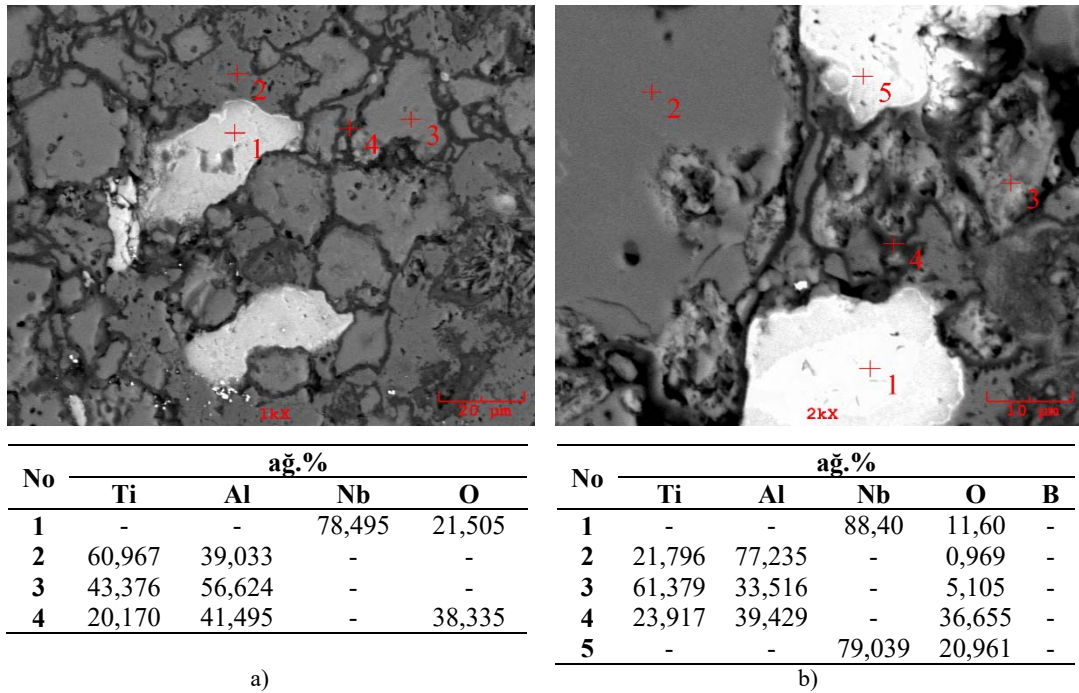 2
1
4
3
1kX
20 µm
5
2
3
4
1
2kX
10 µm
No ağ.%
Ti Al Nb O
1 - - 78,495 21,505
2 60,967 39,033 - -
3 43,376 56,624 - -
4 20,170 41,495 - 38,335
a)
No ağ.%
Ti Al Nb O B
1 - - 88,40 11,60 -
2 21,796 77,235 - 0,969 -
3 61,379 33,516 5,105 -
4 23,917 39,429 - 36,655 -
5 - - 79,039 20,961 -
b)